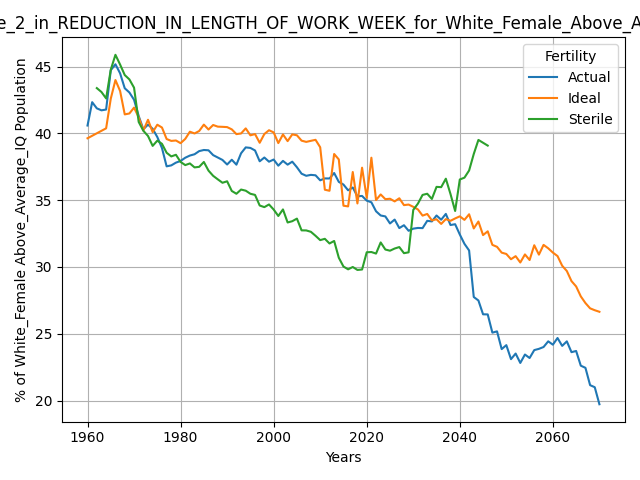 e_2_in_REDUCTION_IN_LENGTH_OF_WORK_WEEK_for_White_Female_Above_A
% of White_Female Above_Average_IQ Population
45
40
35
30
25
20
1960
1980
2000
2020
2040
2060
Years
Fertility
Actual
Ideal
Sterile